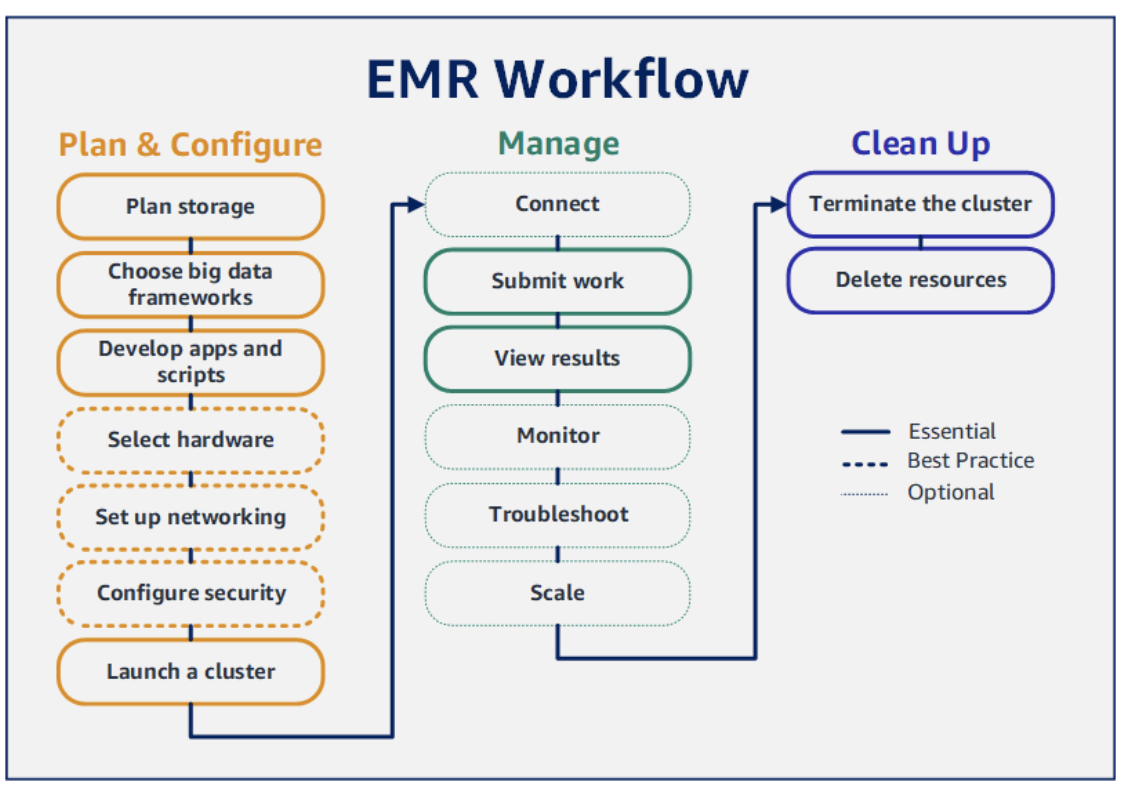 EMR Workflow
Plan & Configure
Plan storage
Choose big data
frameworks
Develop apps and
scripts
Select hardware
Set up networking
Configure security
Launch a cluster
Manage
Connect
Submit work
View results
Monitor
Troubleshoot
Scale
Clean Up
Terminate the cluster
Delete resources
Essential
Best Practice
Optional